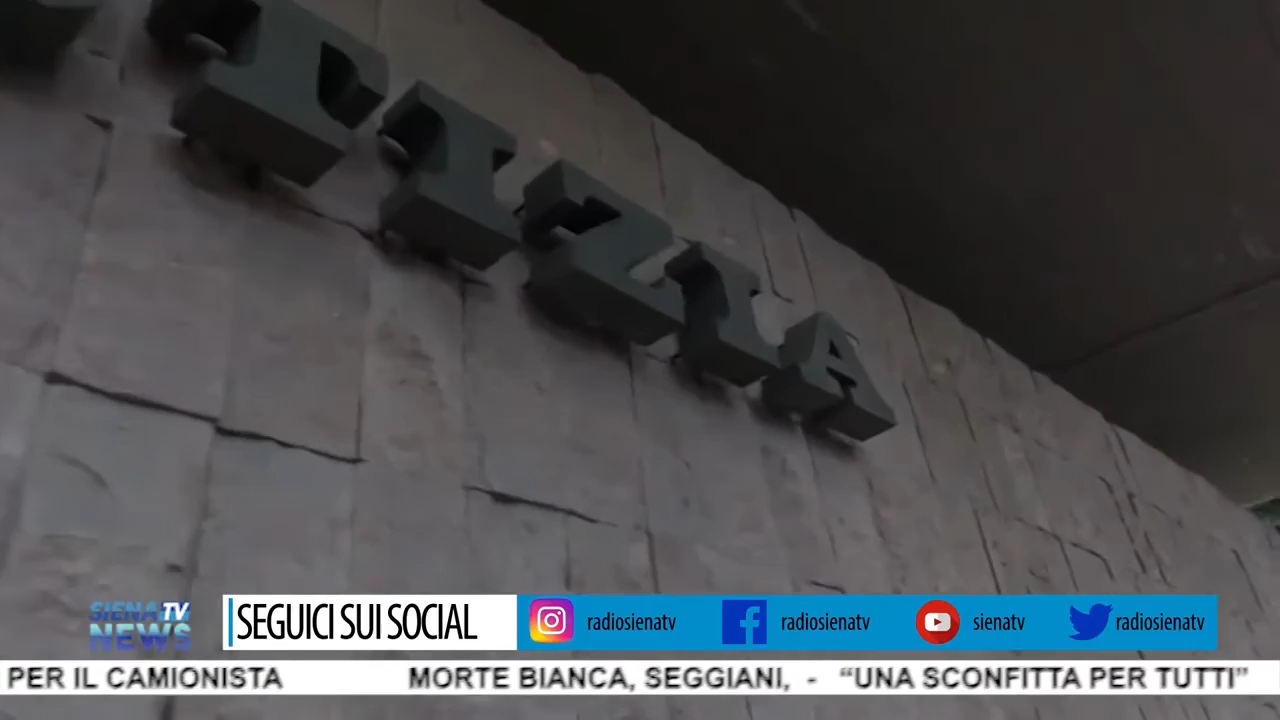 TIZIA
SIENA TV
NEWS
SEGUICI SUI SOCIAL
radiosienatv
radiosienatv
sienatv
radiosienatv
PER IL CAMIONISTA MORTE BIANCA, SEGGIANI, - “UNA SCONFITTA PER TUTTI”